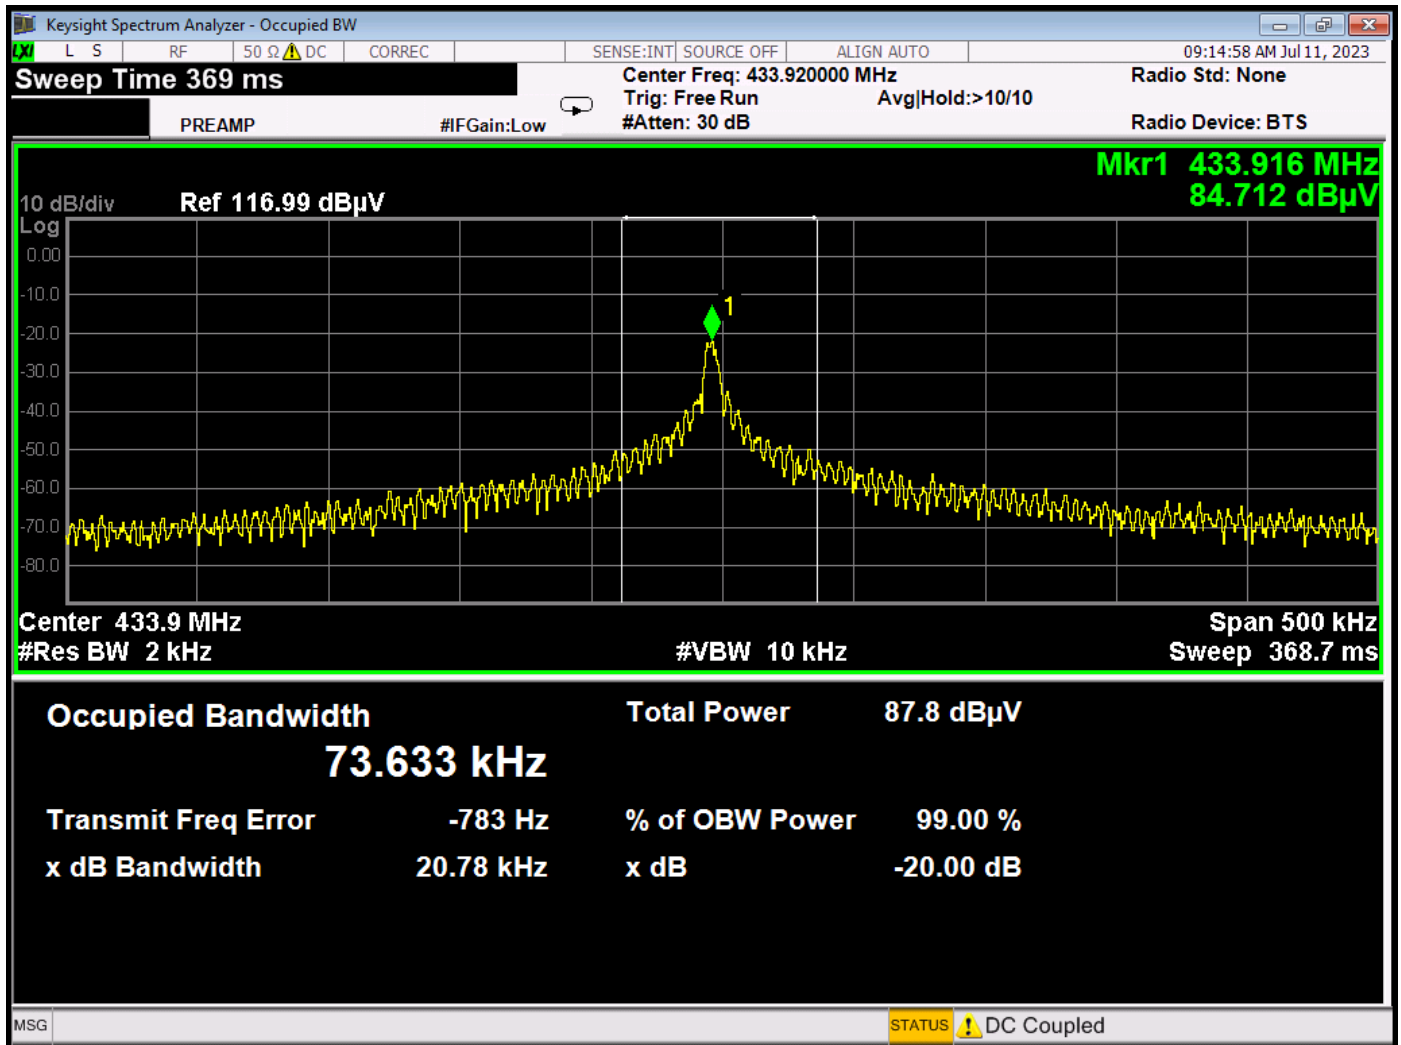 Keysight Spectrum Analyzer - Occupied BW
LXI L S RF 50 Ω DC CORREC SENSE:INT SOURCE OFF ALIGN AUTO 09:14:58 AM Jul 11, 2023
Sweep Time 369 ms
Center Freq: 433.920000 MHz Radio Std: None
Trig: Free Run Avg|Hold:>10/10
PREAMP #IFGain:Low #Atten: 30 dB Radio Device: BTS
Mkr1 433.916 MHz
84.712 dBµV
10 dB/div Ref 116.99 dBµV
Log
0.00
-10.0
1
-20.0
-30.0
-40.0
-50.0
-60.0
-70.0
-80.0
Center 433.9 MHz Span 500 kHz
#Res BW 2 kHz #VBW 10 kHz Sweep 368.7 ms
Occupied Bandwidth Total Power 87.8 dBµV
73.633 kHz
Transmit Freq Error -783 Hz % of OBW Power 99.00 %
x dB Bandwidth 20.78 kHz x dB -20.00 dB
MSG STATUS DC Coupled